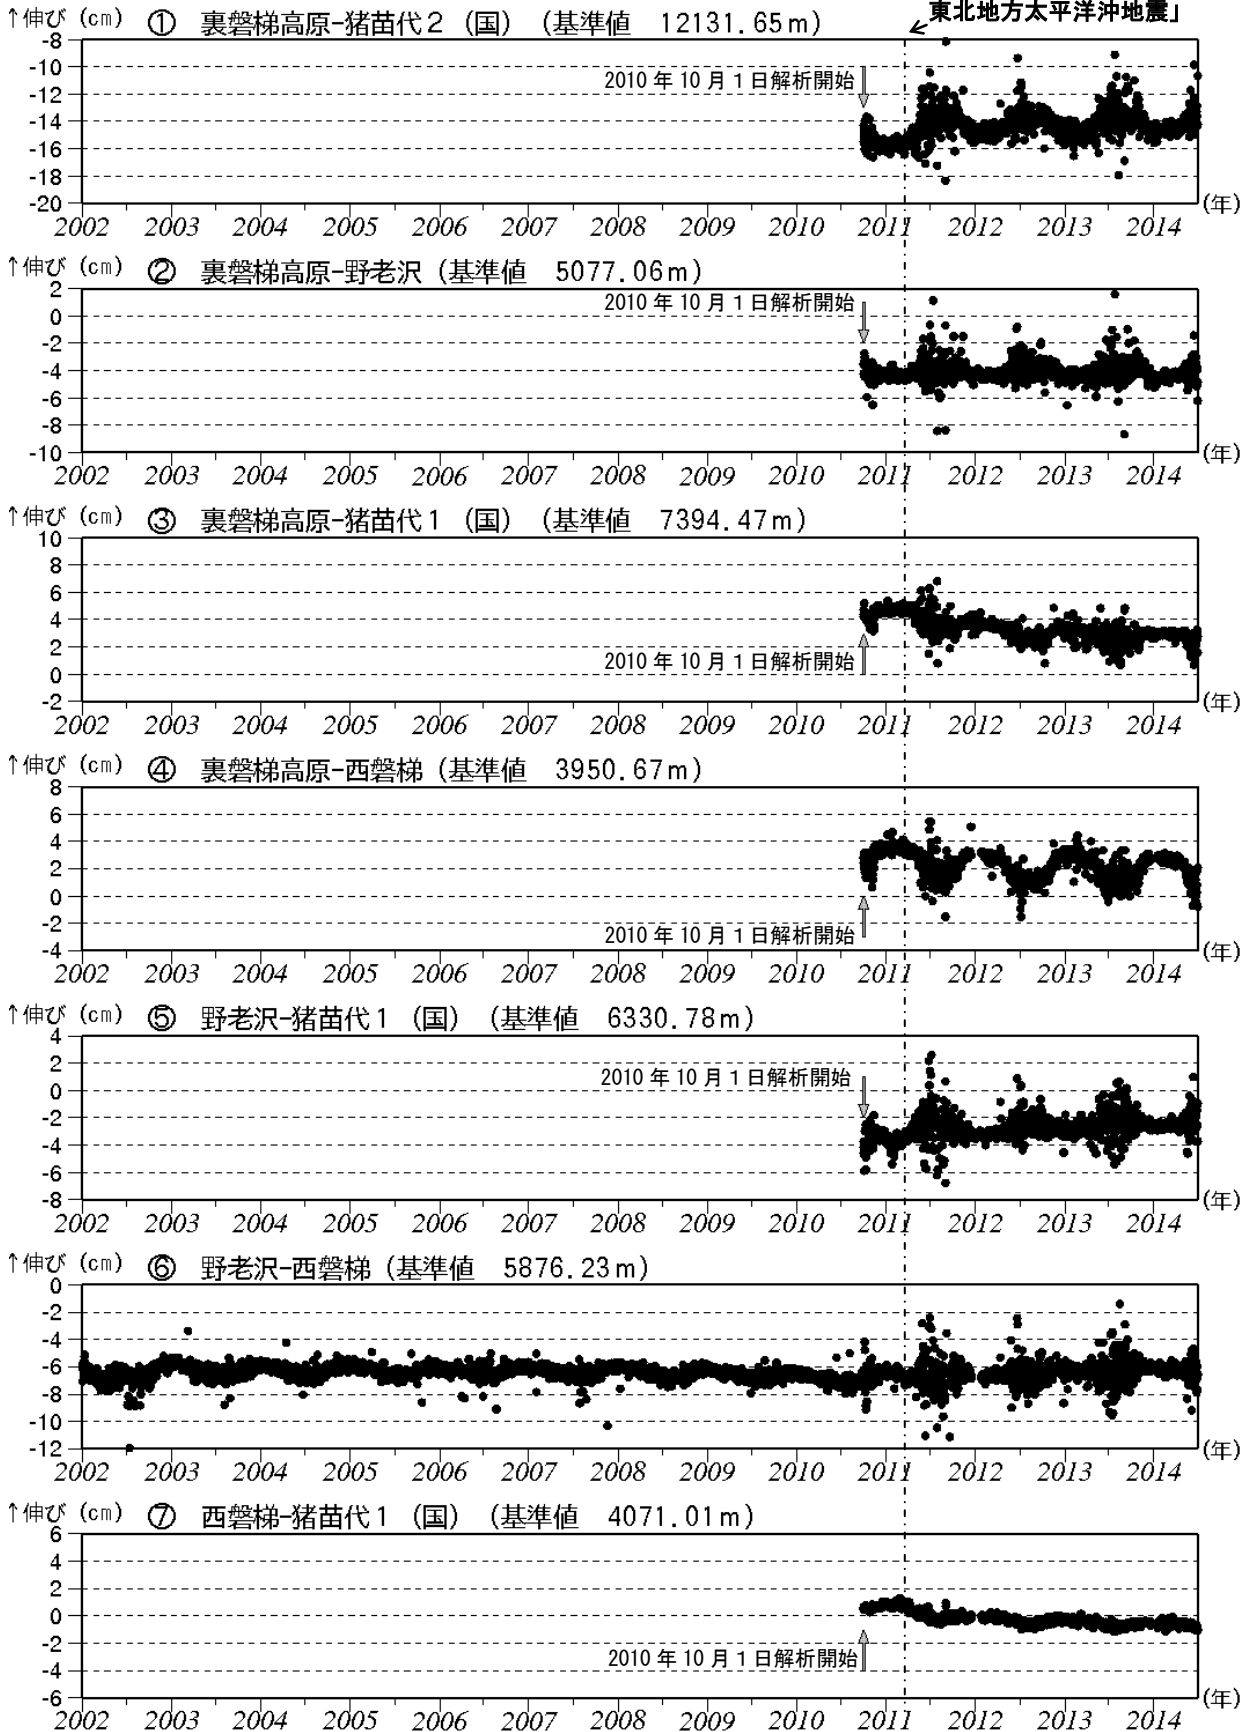 東北地方太平洋沖地震」
↑伸び (cm) ① 裏磐梯高原-猪苗代２（国）（基準値 12131.65m）
-8
-10
2010 年 10 月 1 日解析開始
-12
-14
-16
-18
-20
2002 2003 2004 2005 2006 2007 2008 2009 2010 2011 2012 2013 2014 (年)
↑伸び (cm) ② 裏磐梯高原-野老沢（基準値 5077.06m）
2
2010 年 10 月 1 日解析開始
0
-2
-4
-6
-8
-10
2002 2003 2004 2005 2006 2007 2008 2009 2010 2011 2012 2013 2014 (年)
↑伸び (cm) ③ 裏磐梯高原-猪苗代１（国）（基準値 7394.47m）
10
8
6
4
2
2010 年 10 月 1 日解析開始
0
-2
2002 2003 2004 2005 2006 2007 2008 2009 2010 2011 2012 2013 2014 (年)
↑伸び (cm) ④ 裏磐梯高原-西磐梯（基準値 3950.67m）
8
6
4
2
0
-2
2010 年 10 月 1 日解析開始
-4
2002 2003 2004 2005 2006 2007 2008 2009 2010 2011 2012 2013 2014 (年)
↑伸び (cm) ⑤ 野老沢-猪苗代１（国）（基準値 6330.78m）
4
2
2010 年 10 月 1 日解析開始
0
-2
-4
-6
-8
2002 2003 2004 2005 2006 2007 2008 2009 2010 2011 2012 2013 2014 (年)
↑伸び (cm) ⑥ 野老沢-西磐梯（基準値 5876.23m）
0
-2
-4
-6
-8
-10
-12
2002 2003 2004 2005 2006 2007 2008 2009 2010 2011 2012 2013 2014 (年)
↑伸び (cm) ⑦ 西磐梯-猪苗代１（国）（基準値 4071.01m）
6
4
2
0
-2
2010 年 10 月 1 日解析開始
-4
-6
2002 2003 2004 2005 2006 2007 2008 2009 2010 2011 2012 2013 2014 (年)